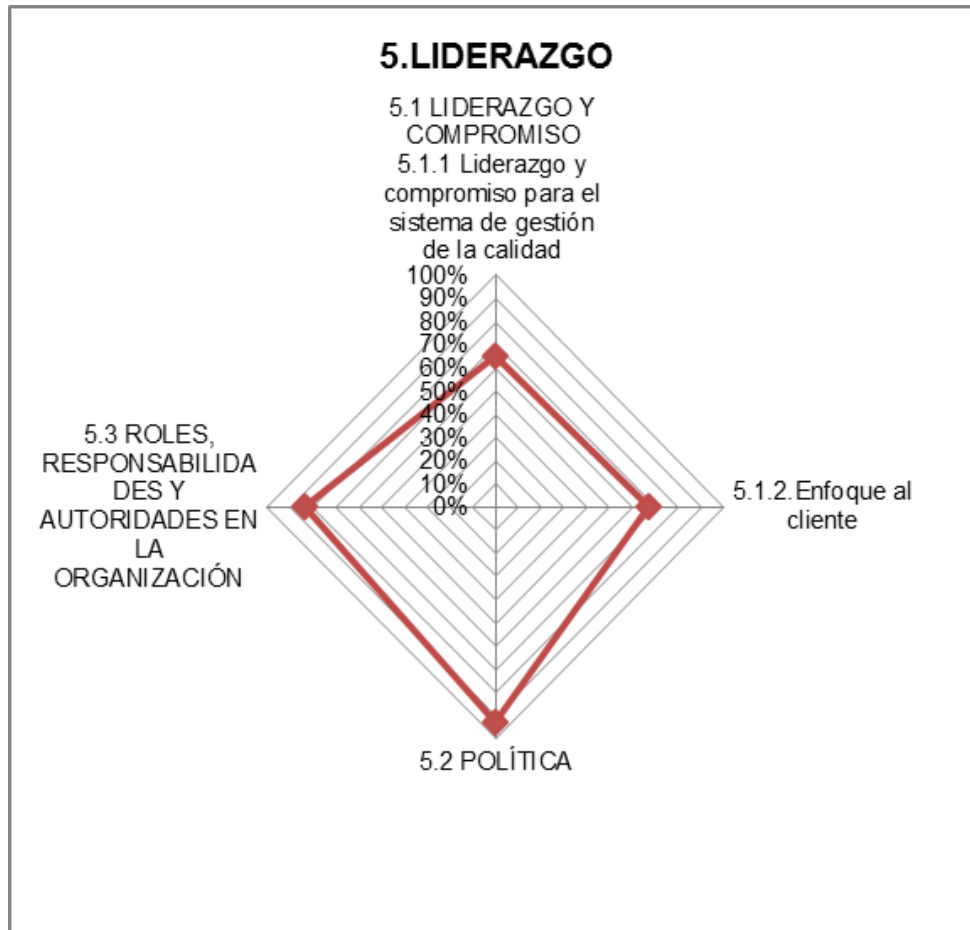 5.LIDERAZGO
5.1 LIDERAZGO Y
COMPROMISO
5.1.1 Liderazgo y
compromiso para el
sistema de gestión
de la calidad
100%
90%
80%
70%
60%
50%
40%
30%
20%
10%
0%
5.1.2.Enfoque al
cliente
5.2 POLÍTICA
5.3 ROLES,
RESPONSABILIDA
DES Y
AUTORIDADES EN
LA
ORGANIZACIÓN